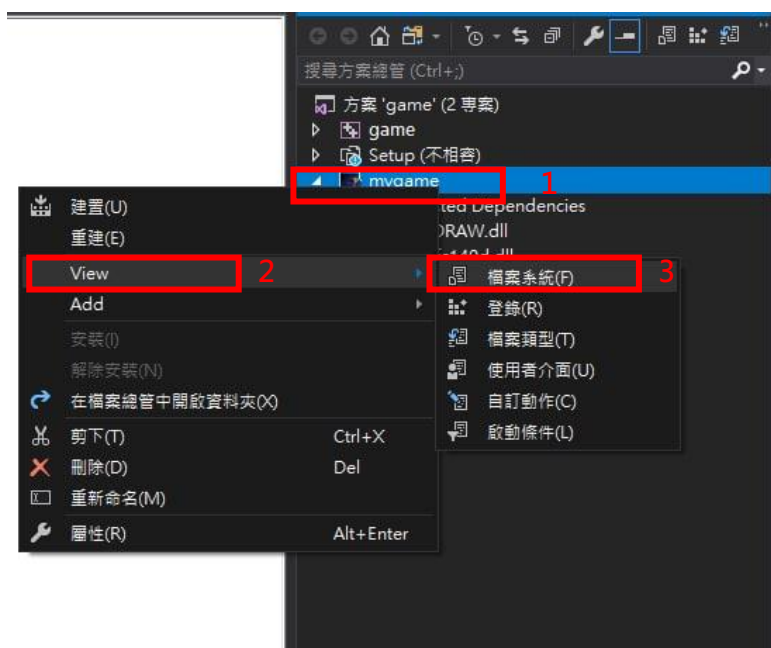 搜尋方案總管 (Ctrl+;)
方案 'game' (2 專案)
game
Setup (不相容)
mygame
1
ted Dependencies
DRAW.dll
建置(U)
重建(E)
View
2
Add
安裝(I)
解除安裝(N)
在檔案總管中開啟資料夾(X)
剪下(T) Ctrl+X
刪除(D) Del
重新命名(M)
屬性(R) Alt+Enter
檔案系統(F)
3
登錄(R)
檔案類型(T)
使用者介面(U)
自訂動作(C)
啟動條件(L)